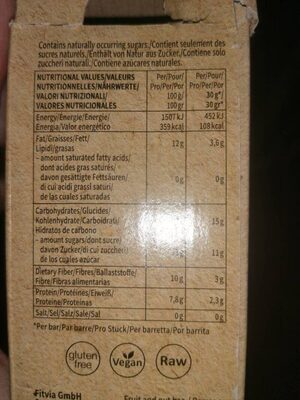 Contains naturally occurring sugars./Contient seulement des
sucres naturels./Enthält von Natur aus Zucker./Contiene solo
zuccheri naturali./Contiene azúcares naturales.
NUTRITIONAL VALUES/VALEURS Per/Pour/ Per/Pour/
NUTRITIONNELLES/NÄHRWERTE/ Pro/Per/Por Pro/Per/Por
VALORI NUTRIZIONALI/ 100g/ 30g*/
VALORES NUTRICIONALES 100g 30g*
Energy/Energie/Energie/ 1507 kJ 452 kJ
Energia/Valor energético 359 kcal 108 kcal
Fat/Graisses/Fett/ 12g 3,6g
Lipidi/grasas
- amount saturated fatty acids/
dont acides gras saturés/
davon gesättigte Fettsäuren/ 0g 0g
di cui acidi grassi saturi/
de las cuales saturadas
Carbohydrates/Glucides/
Kohlenhydrate/Carboidrati/ 15g
Hidratos de carbono
- amount sugars/dont sucre/
davon Zucker/di cui zuccheri/ 11g
de los cuales azúcar
Dietary Fiber/Fibres/Ballaststoffe/ 10g 3g
Fibre/Fibras alimentarias
Protein/Protéines/Eiweiß/ 7,8g 2,3g
Proteine/Proteínas
Salt/Sel/Salz/Sale/Sal 0g 0g
*Per bar/Par barre/Pro Stück/Per barretta/Por barrita
gluten
free
Vegan
Raw
Fitvia GmbH Fruit and nut bar